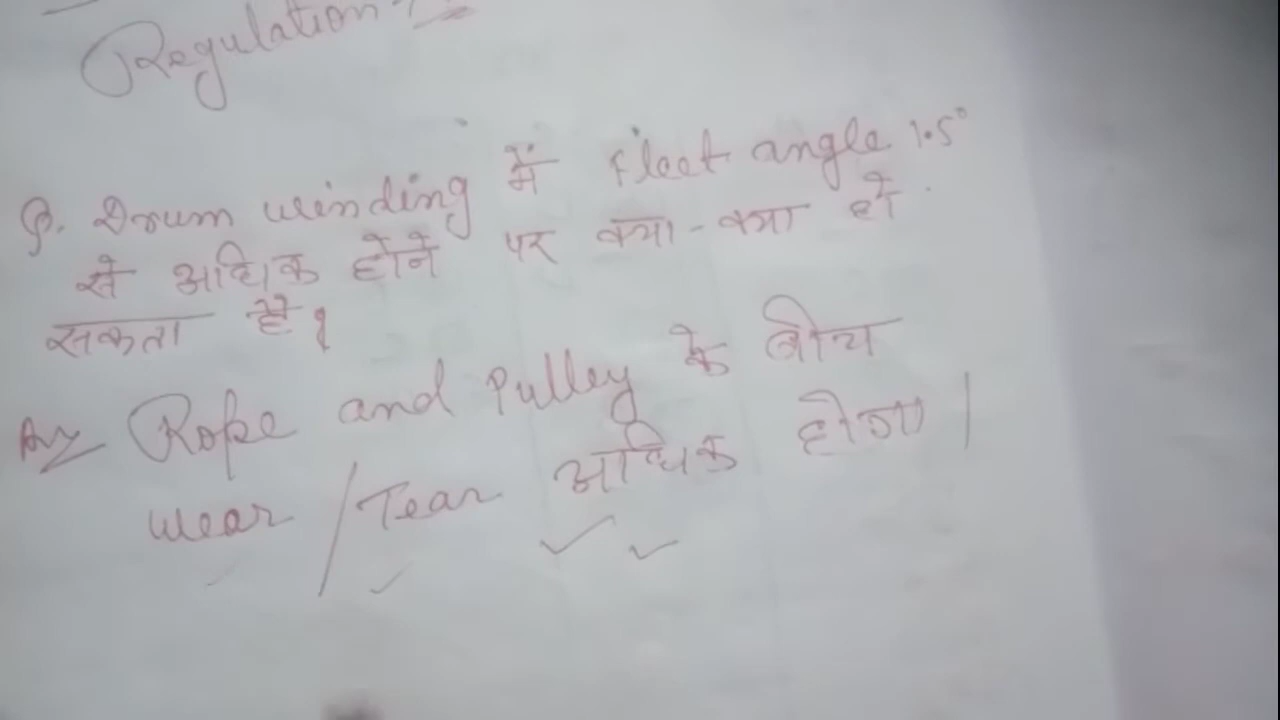 Regulation
Q. Drum winding में fleet angle 1.5°
से अधिक होने पर क्या-क्या हो
सकता है?
Ans Rope and Pulley के बीच
wear/Tear अधिक होगा।